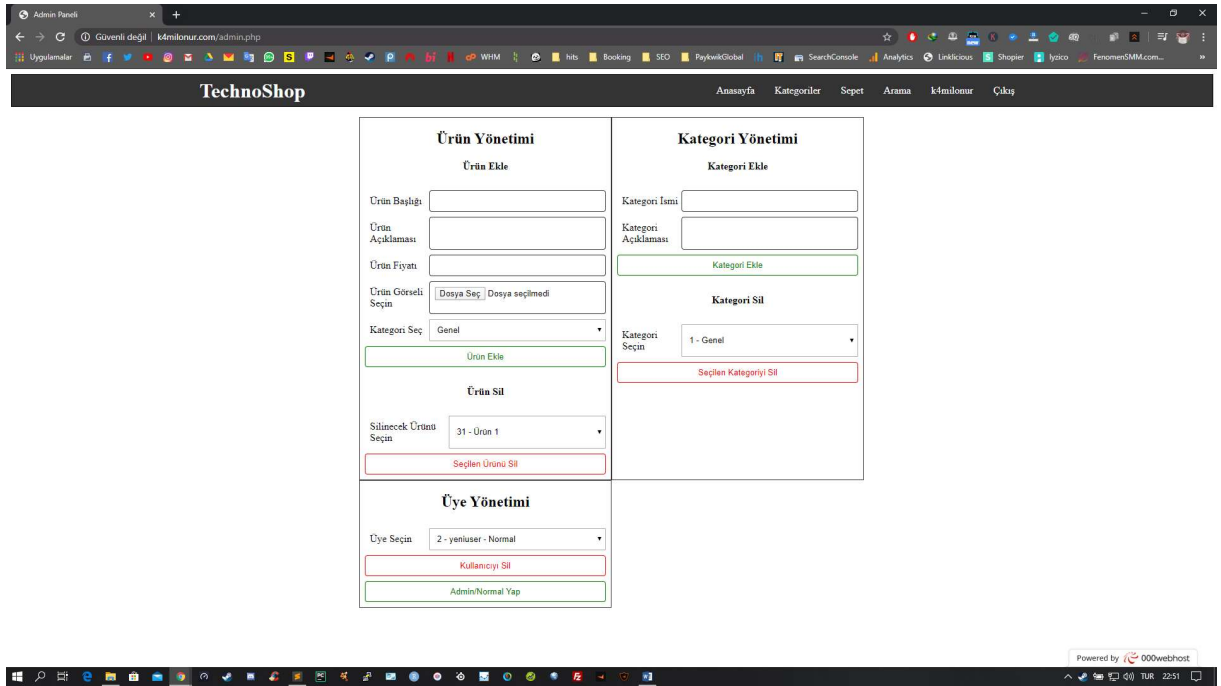 Admin Paneli
Güvenli değil | k4milonur.com/admin.php
Uygulamalar WHM hits Booking SEO PaykwikGlobal SearchConsole Analytics Linklicious Shopier Iyzico FenomenSMM.com...
TechnoShop Anasayfa Kategoriler Sepet Arama k4milonur Çıkış
Ürün Yönetimi
Ürün Ekle
Ürün Başlığı
Ürün
Açıklaması
Ürün Fiyatı
Ürün Görseli
Seçin
Dosya Seç Dosya seçilmedi
Kategori Seç Genel
Ürün Ekle
Ürün Sil
Silinecek Ürünü
Seçin
31 - Ürün 1
Seçilen Ürünü Sil
Kategori Yönetimi
Kategori Ekle
Kategori İsmi
Kategori
Açıklaması
Kategori Ekle
Kategori Sil
Kategori
Seçin
1 - Genel
Seçilen Kategoriyi Sil
Üye Yönetimi
Üye Seçin 2 - yeniuser - Normal
Kullanıcıyı Sil
Admin/Normal Yap
Powered by 000webhost
TUR 22:51